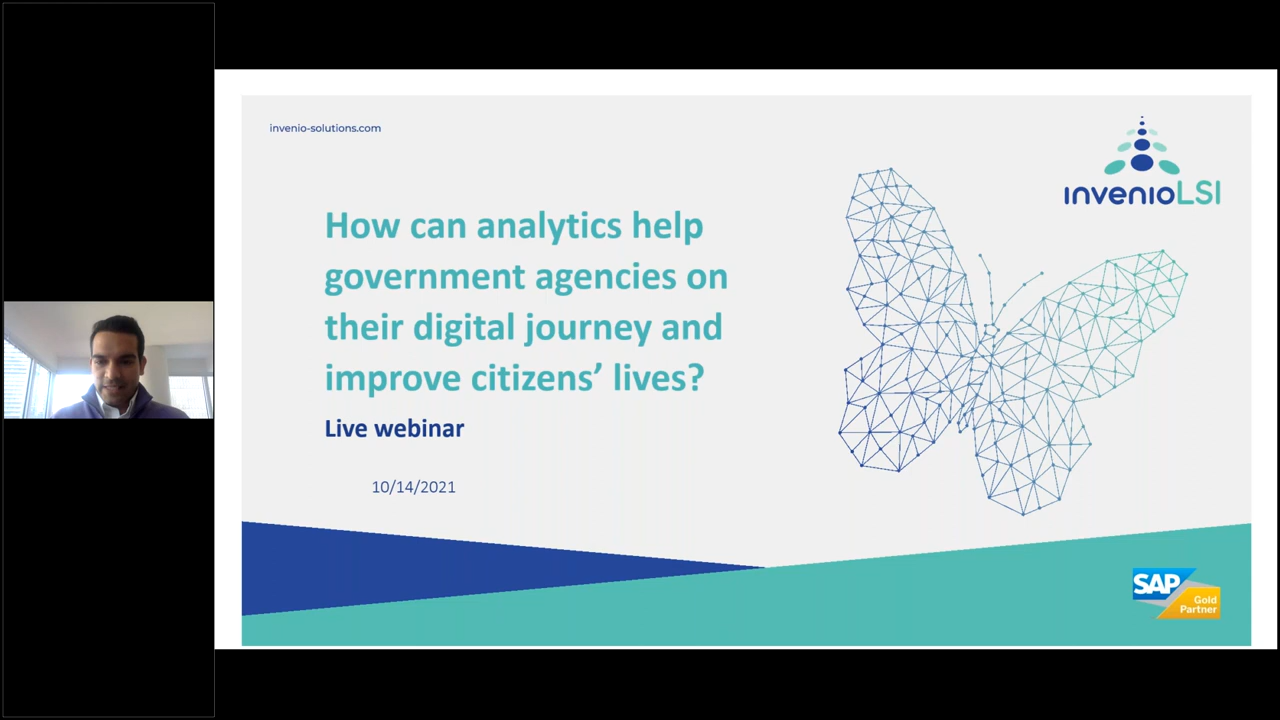 invenio-solutions.com
invenioLSI
How can analytics help
government agencies on
their digital journey and
improve citizens’ lives?
Live webinar
10/14/2021
SAP
Gold
Partner